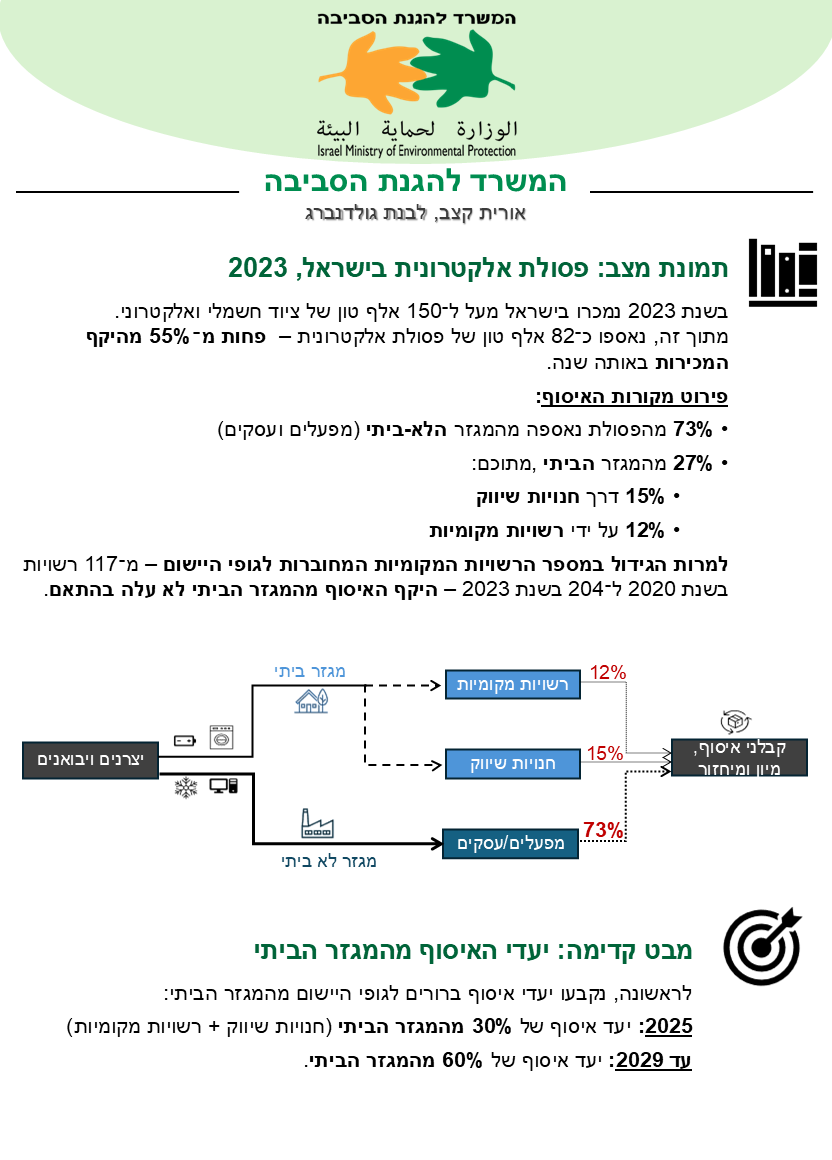 המשרד להגנת הסביבה
الوزارة لحماية البيئة
Israel Ministry of Environmental Protection
המשרד להגנת הסביבה
אורית קצב, לבנת גולדנברג
תמונת מצב: פסולת אלקטרונית בישראל, 2023
בשנת 2023 נמכרו בישראל מעל ל־150 אלף טון של ציוד חשמלי ואלקטרוני.
מתוך זה, נאספו כ־82 אלף טון של פסולת אלקטרונית – פחות מ־55% מהיקף
המכירות באותה שנה.
פירוט מקורות האיסוף:
• 73% מהפסולת נאספה מהמגזר הלא-ביתי (מפעלים ועסקים)
• 27% מהמגזר הביתי ,מתוכם:
• 15% דרך חנויות שיווק
• 12% על ידי רשויות מקומיות
למרות הגידול במספר הרשויות המקומיות המחוברות לגופי היישום – מ־117 רשויות
בשנת 2020 ל־204 בשנת 2023 – היקף האיסוף מהמגזר הביתי לא עלה בהתאם.
מגזר ביתי
רשויות מקומיות
12%
יצרנים ויבואנים
חנויות שיווק
15%
קבלני איסוף,
מיון ומיחזור
מפעלים/עסקים
73%
מגזר לא ביתי
מבט קדימה: יעדי האיסוף מהמגזר הביתי
לראשונה, נקבעו יעדי איסוף ברורים לגופי היישום מהמגזר הביתי:
2025: יעד איסוף של 30% מהמגזר הביתי (חנויות שיווק + רשויות מקומיות)
עד 2029: יעד איסוף של 60% מהמגזר הביתי.